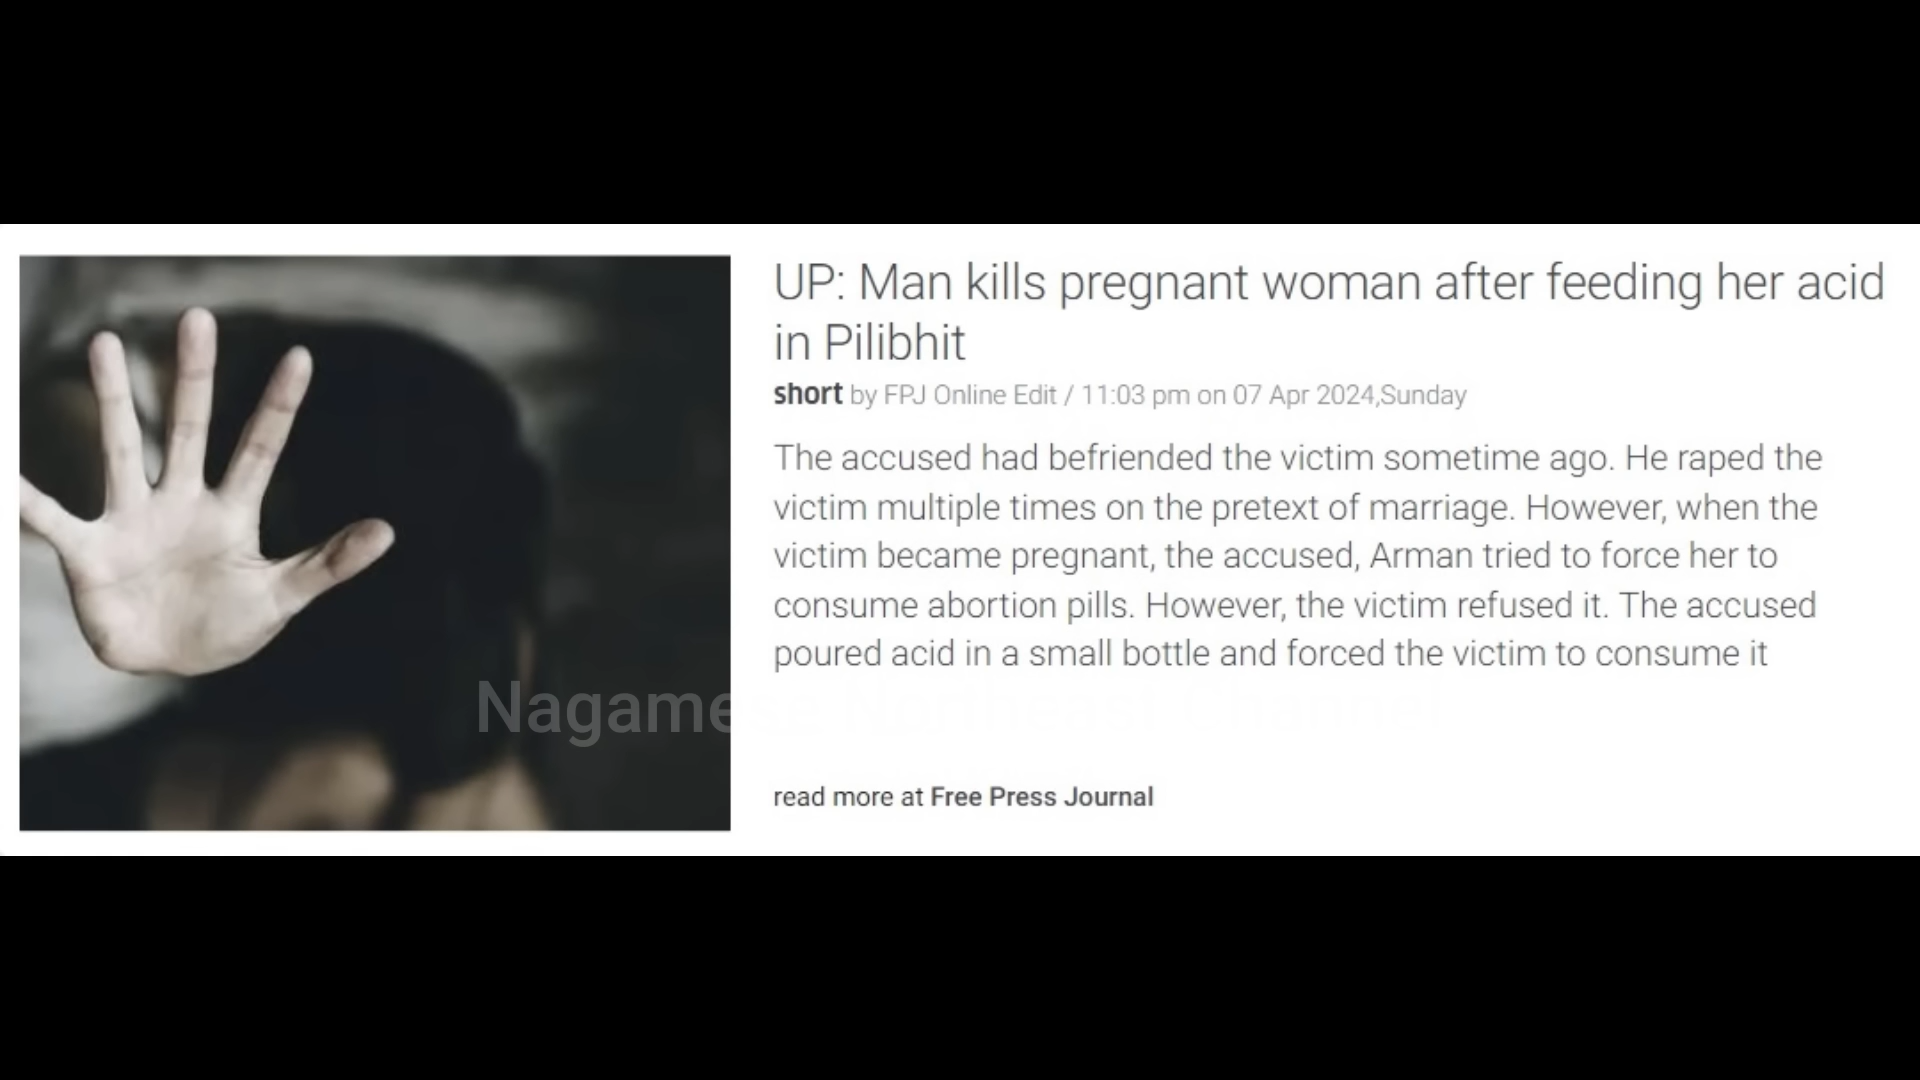 UP: Man kills pregnant woman after feeding her acid
in Pilibhit
short by FPJ Online Edit / 11:03 pm on 07 Apr 2024,Sunday
The accused had befriended the victim sometime ago. He raped the
victim multiple times on the pretext of marriage. However, when the
victim became pregnant, the accused, Arman tried to force her to
consume abortion pills. However, the victim refused it. The accused
poured acid in a small bottle and forced the victim to consume it
Nagamese
read more at Free Press Journal